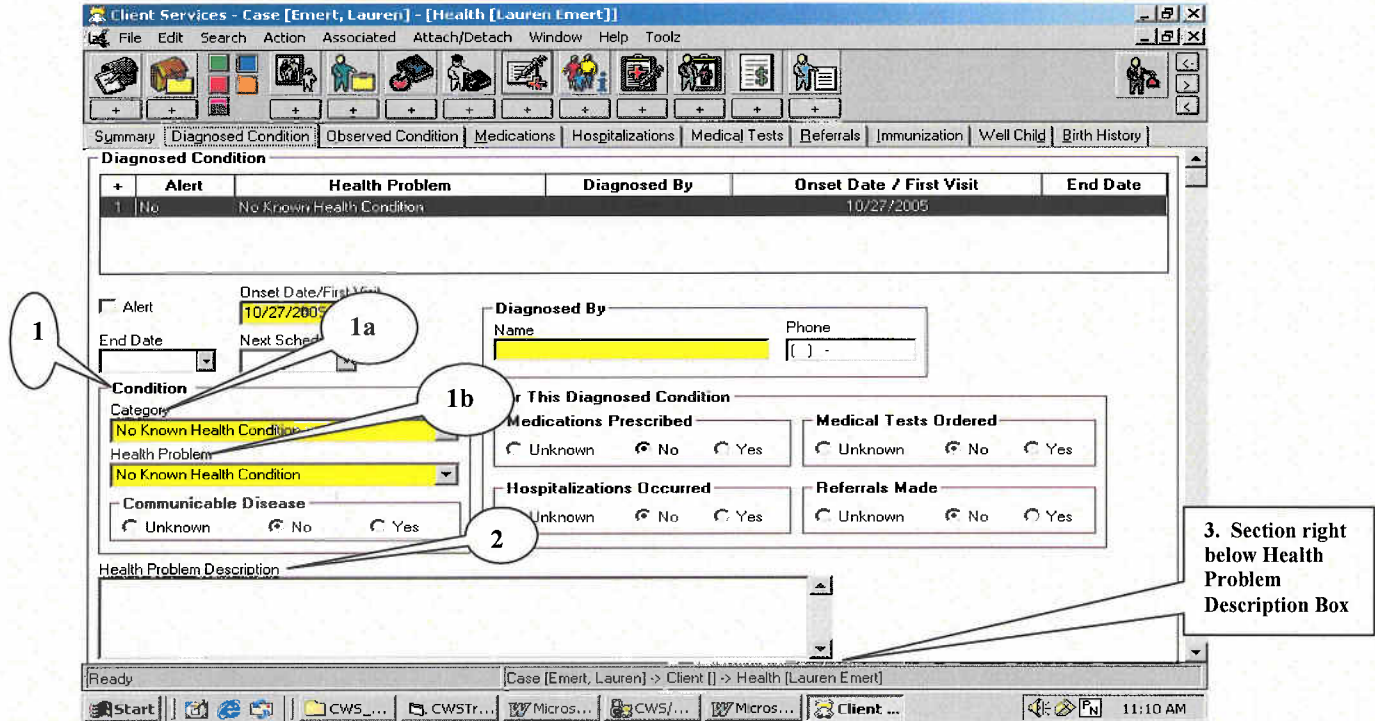 Client Services - Case [Emert, Lauren] - [Health [Lauren Emert]]
File Edit Search Action Associated Attach/Detach Window Help Toolz
+ + + + + + + + + + + +
Summary Diagnosed Condition Observed Condition Medications Hospitalizations Medical Tests Referrals Immunization Well Child Birth History
Diagnosed Condition
+ Alert Health Problem Diagnosed By Onset Date / First Visit End Date
1 No No Known Health Condition 10/27/2005
Alert
Onset Date/First Visit
10/27/2005
End Date
Next Sched
Diagnosed By
Name Phone
( ) -
1
1a
1b
Condition
Category
No Known Health Condition
Health Problem
No Known Health Condition
Communicable Disease
Unknown No Yes
r This Diagnosed Condition
Medications Prescribed
Unknown No Yes
Medical Tests Ordered
Unknown No Yes
Hospitalizations Occurred
Unknown No Yes
Referrals Made
Unknown No Yes
2
Health Problem Description
3. Section right
below Health
Problem
Description Box
Ready Case [Emert, Lauren] -> Client [] -> Health [Lauren Emert]
Start CWS_... CWSTr... Micros... CWS/... Micros... Client ... PN 11:10 AM